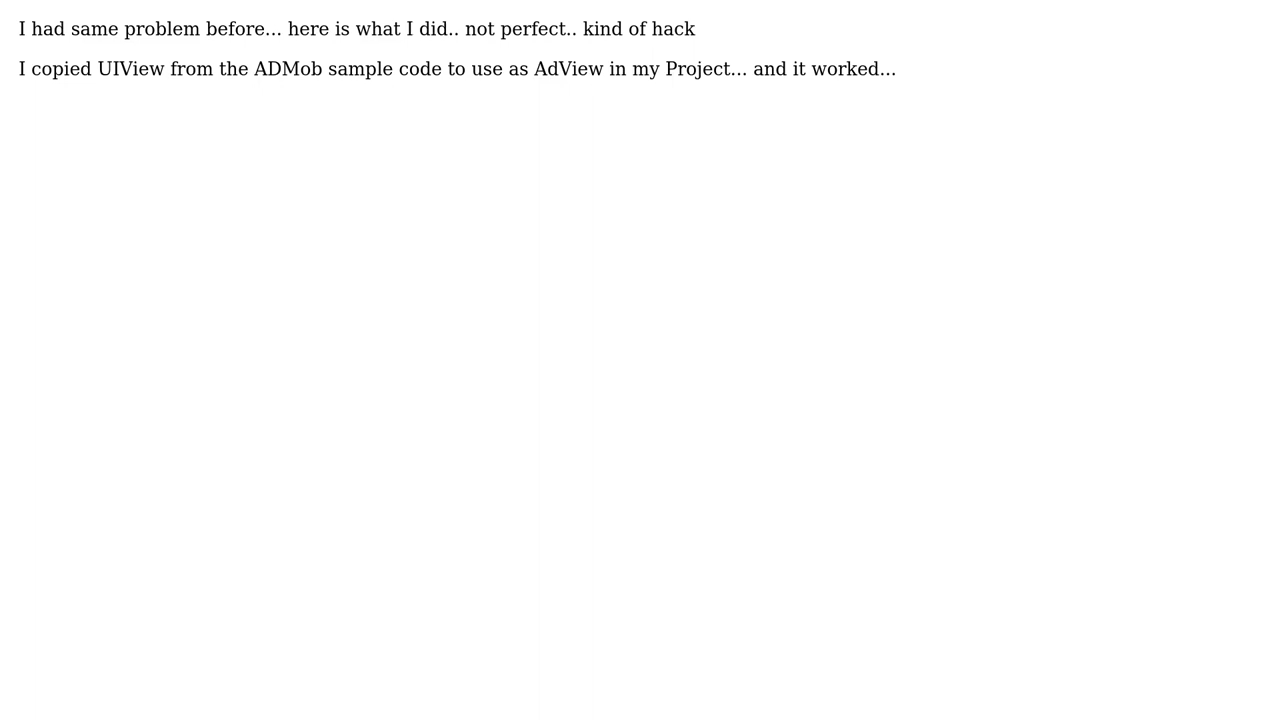 I had same problem before... here is what I did.. not perfect.. kind of hack
I copied UIView from the ADMob sample code to use as AdView in my Project... and it worked...